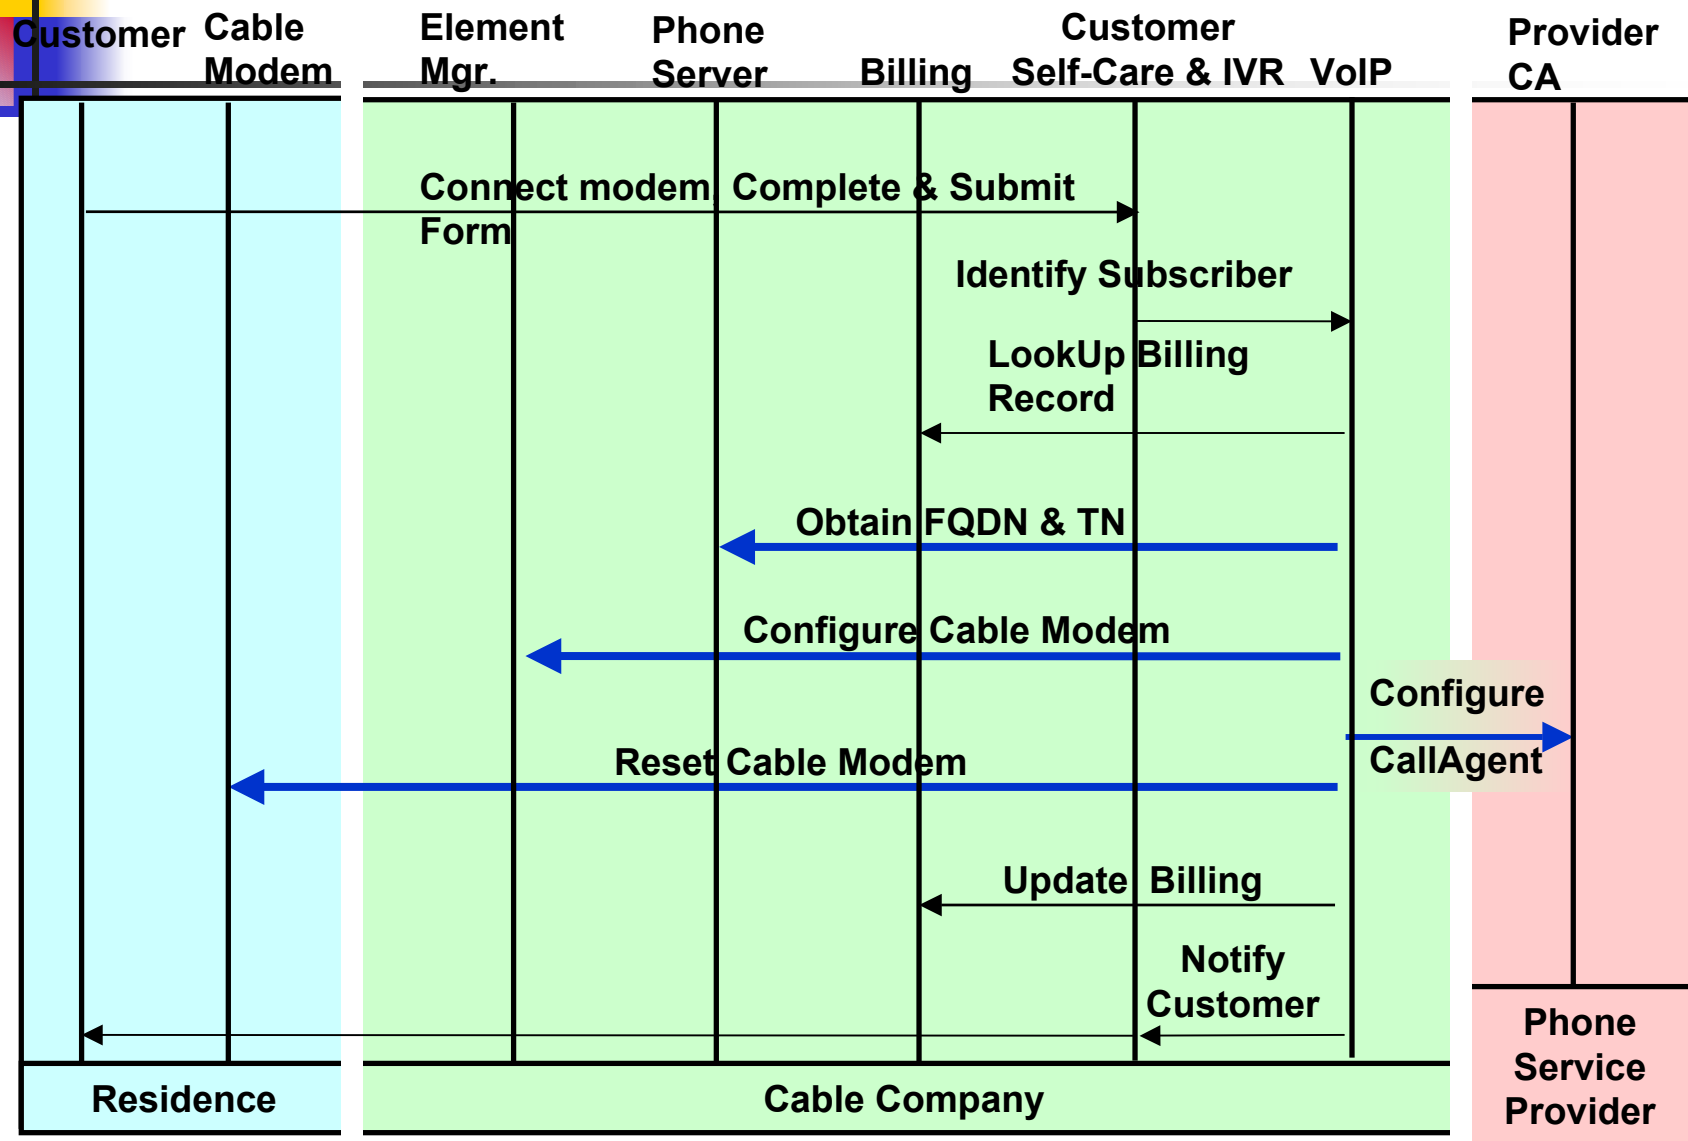 Customer
Cable
Modem
Element
Mgr.
Phone
Server
Billing
Customer
Self-Care & IVR
VoIP
Provider
CA
Connect modem, Complete & Submit
Form
Identify Subscriber
LookUp Billing
Record
Obtain FQDN & TN
Configure Cable Modem
Configure
CallAgent
Reset Cable Modem
Update Billing
Notify
Customer
Residence
Cable Company
Phone
Service
Provider